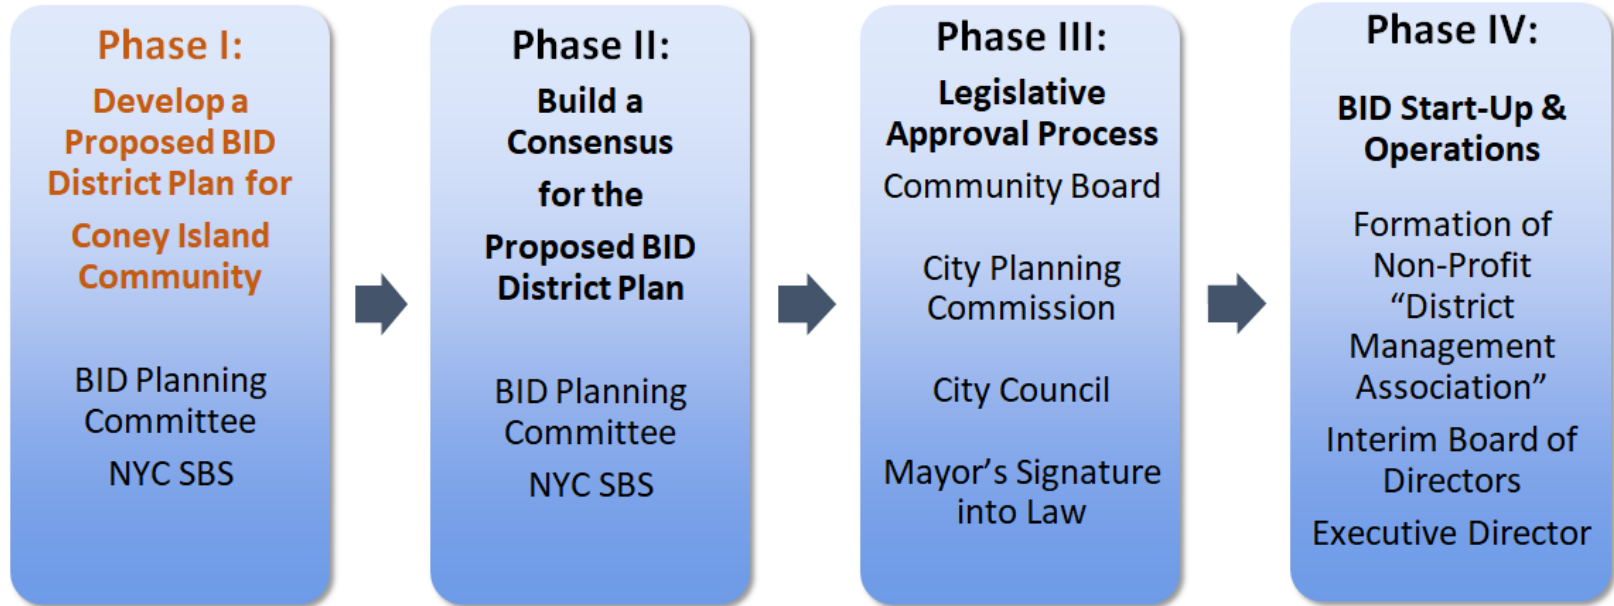 Phase I:
Develop a
Proposed BID
District Plan for
Coney Island
Community
BID Planning
Committee
NYC SBS
Phase II:
Build a
Consensus
for the
Proposed BID
District Plan
BID Planning
Committee
NYC SBS
Phase III:
Legislative
Approval Process
Community Board
City Planning
Commission
City Council
Mayor’s Signature
into Law
Phase IV:
BID Start-Up &
Operations
Formation of
Non-Profit
“District
Management
Association”
Interim Board of
Directors
Executive Director